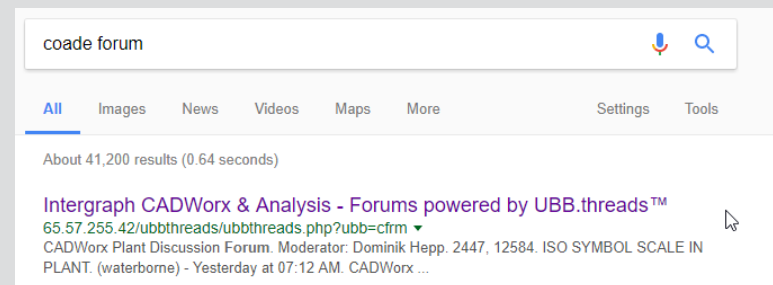 coade forum
All Images News Videos Maps More Settings Tools
About 41,200 results (0.64 seconds)
Intergraph CADWorx & Analysis - Forums powered by UBB.threads™
65.57.255.42/ubbthreads/ubbthreads.php?ubb=cfrm
CADWorx Plant Discussion Forum. Moderator: Dominik Hepp. 2447, 12584. ISO SYMBOL SCALE IN
PLANT. (waterborne) - Yesterday at 07:12 AM. CADWorx ...